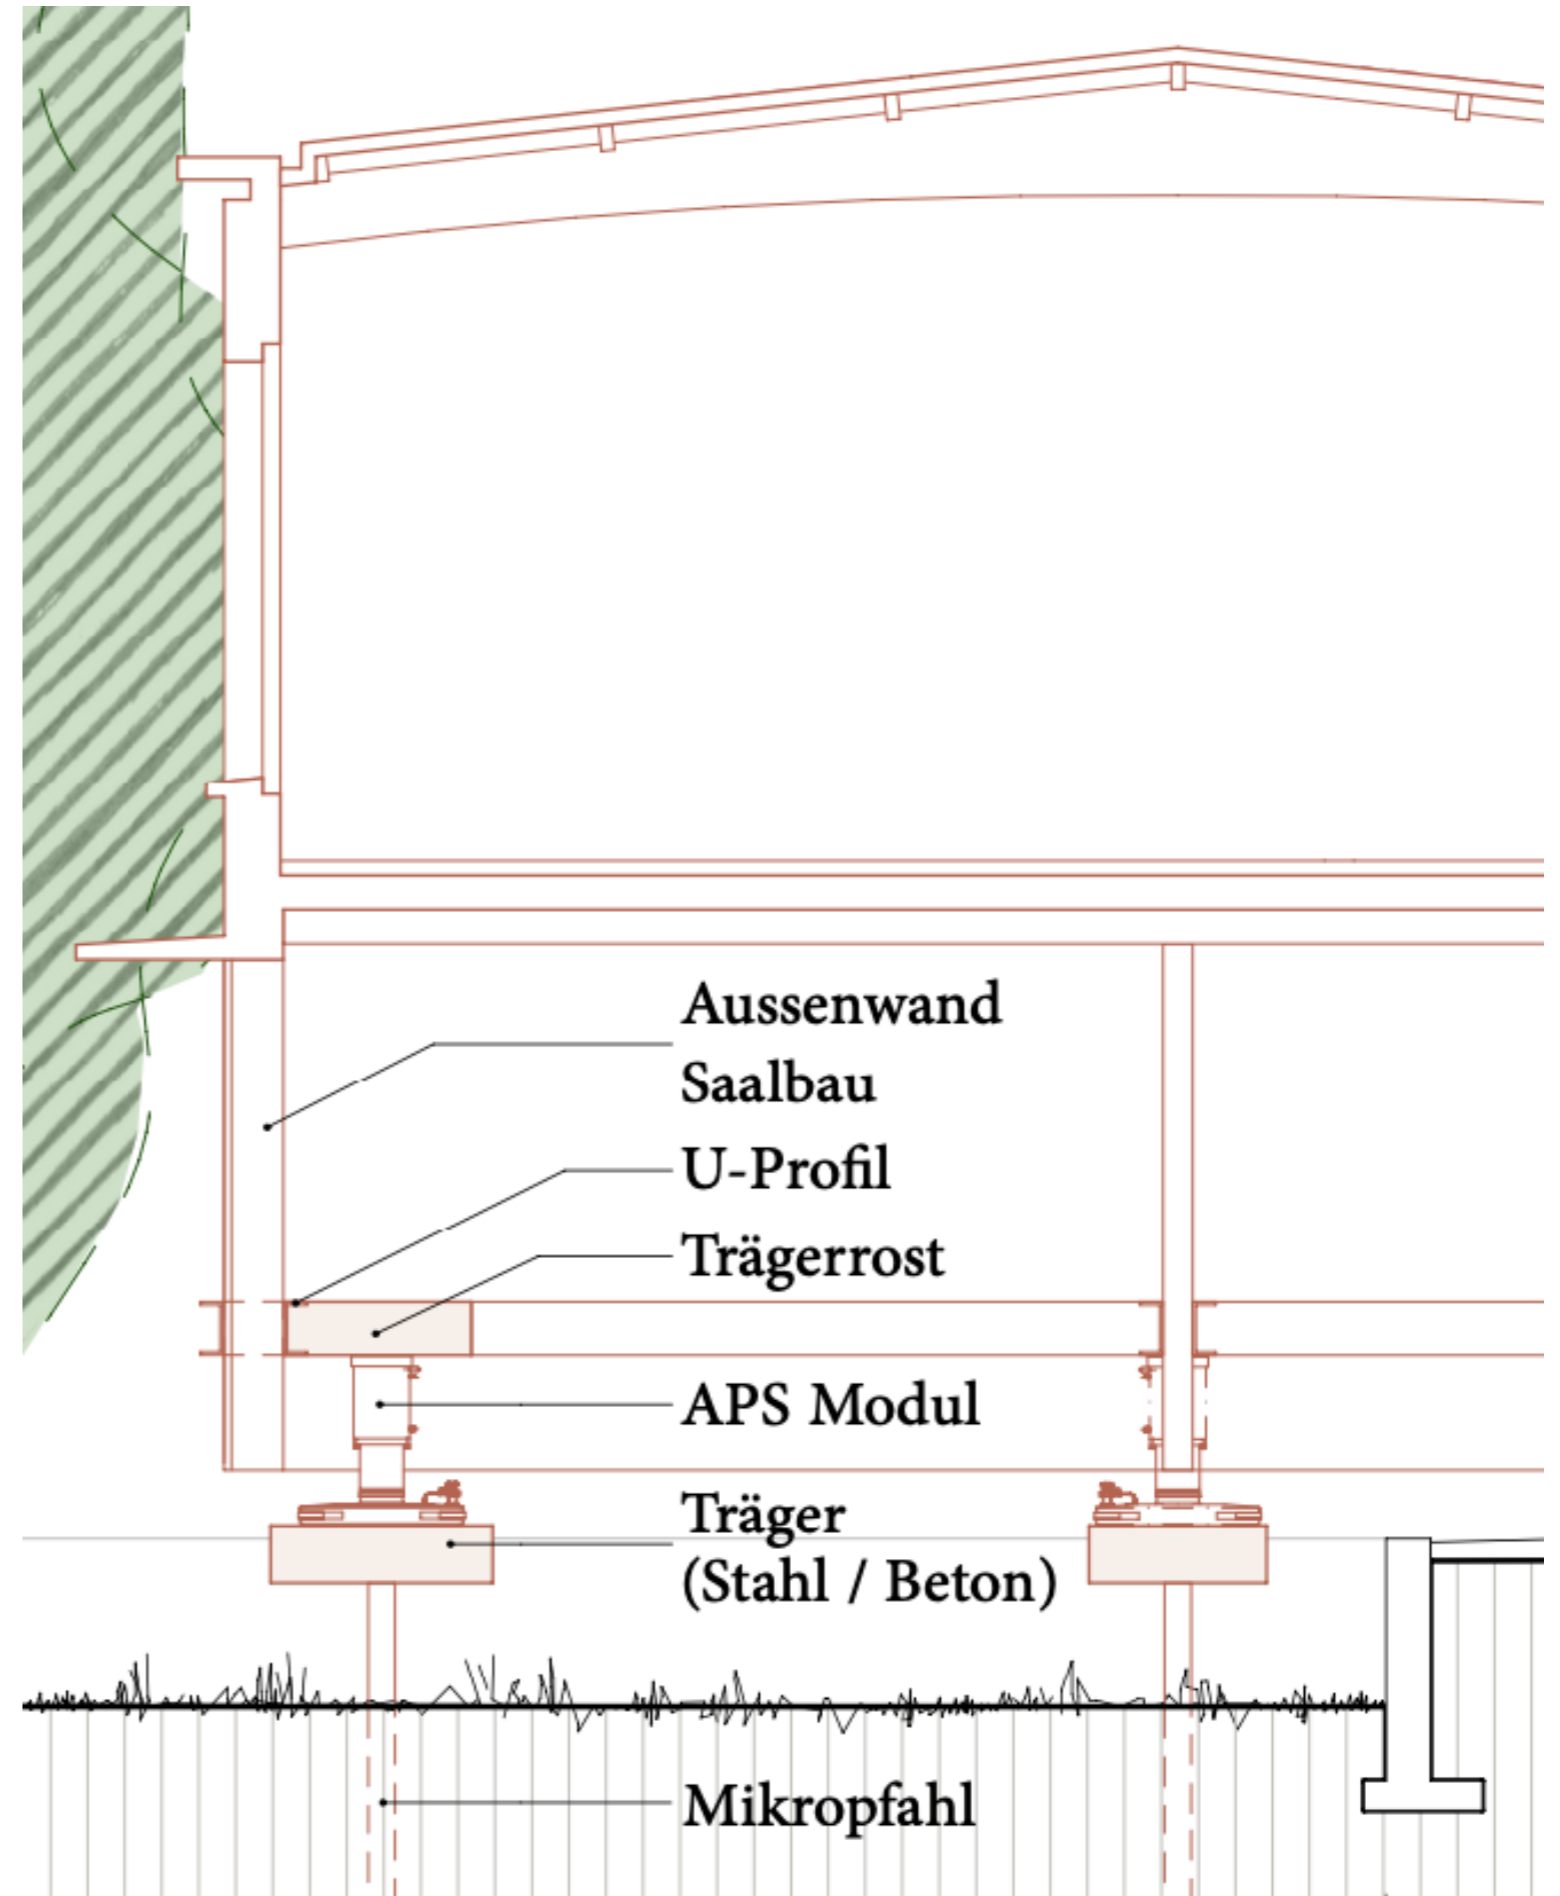 Aussenwand
Saalbau
U-Profil
Trägerrost
APS Modul
Träger
(Stahl / Beton)
Mikropfahl